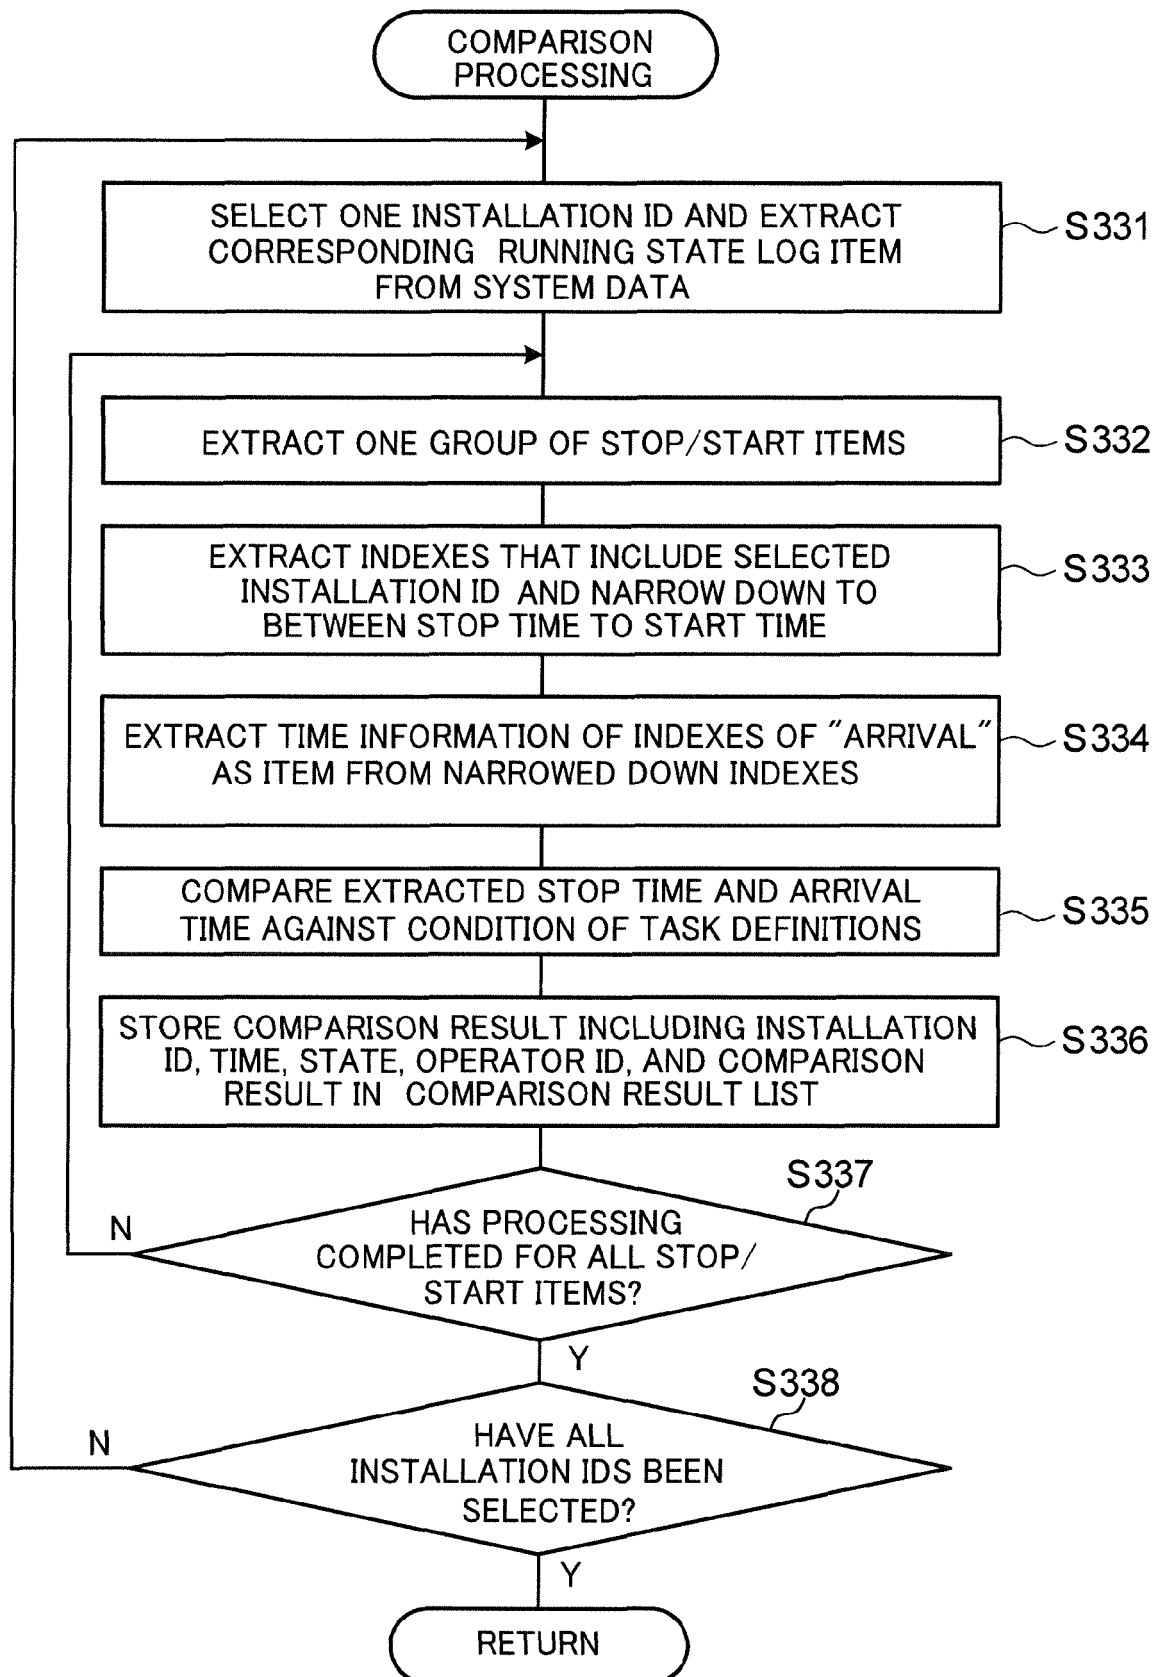 COMPARISON
PROCESSING
SELECT ONE INSTALLATION ID AND EXTRACT
CORRESPONDING RUNNING STATE LOG ITEM
FROM SYSTEM DATA
S331
EXTRACT ONE GROUP OF STOP/START ITEMS
S332
EXTRACT INDEXES THAT INCLUDE SELECTED
INSTALLATION ID AND NARROW DOWN TO
BETWEEN STOP TIME TO START TIME
S333
EXTRACT TIME INFORMATION OF INDEXES OF "ARRIVAL"
AS ITEM FROM NARROWED DOWN INDEXES
S334
COMPARE EXTRACTED STOP TIME AND ARRIVAL
TIME AGAINST CONDITION OF TASK DEFINITIONS
S335
STORE COMPARISON RESULT INCLUDING INSTALLATION
ID, TIME, STATE, OPERATOR ID, AND COMPARISON
RESULT IN COMPARISON RESULT LIST
S336
S337
N
HAS PROCESSING
COMPLETED FOR ALL STOP/
START ITEMS?
Y
S338
N
HAVE ALL
INSTALLATION IDS BEEN
SELECTED?
Y
RETURN